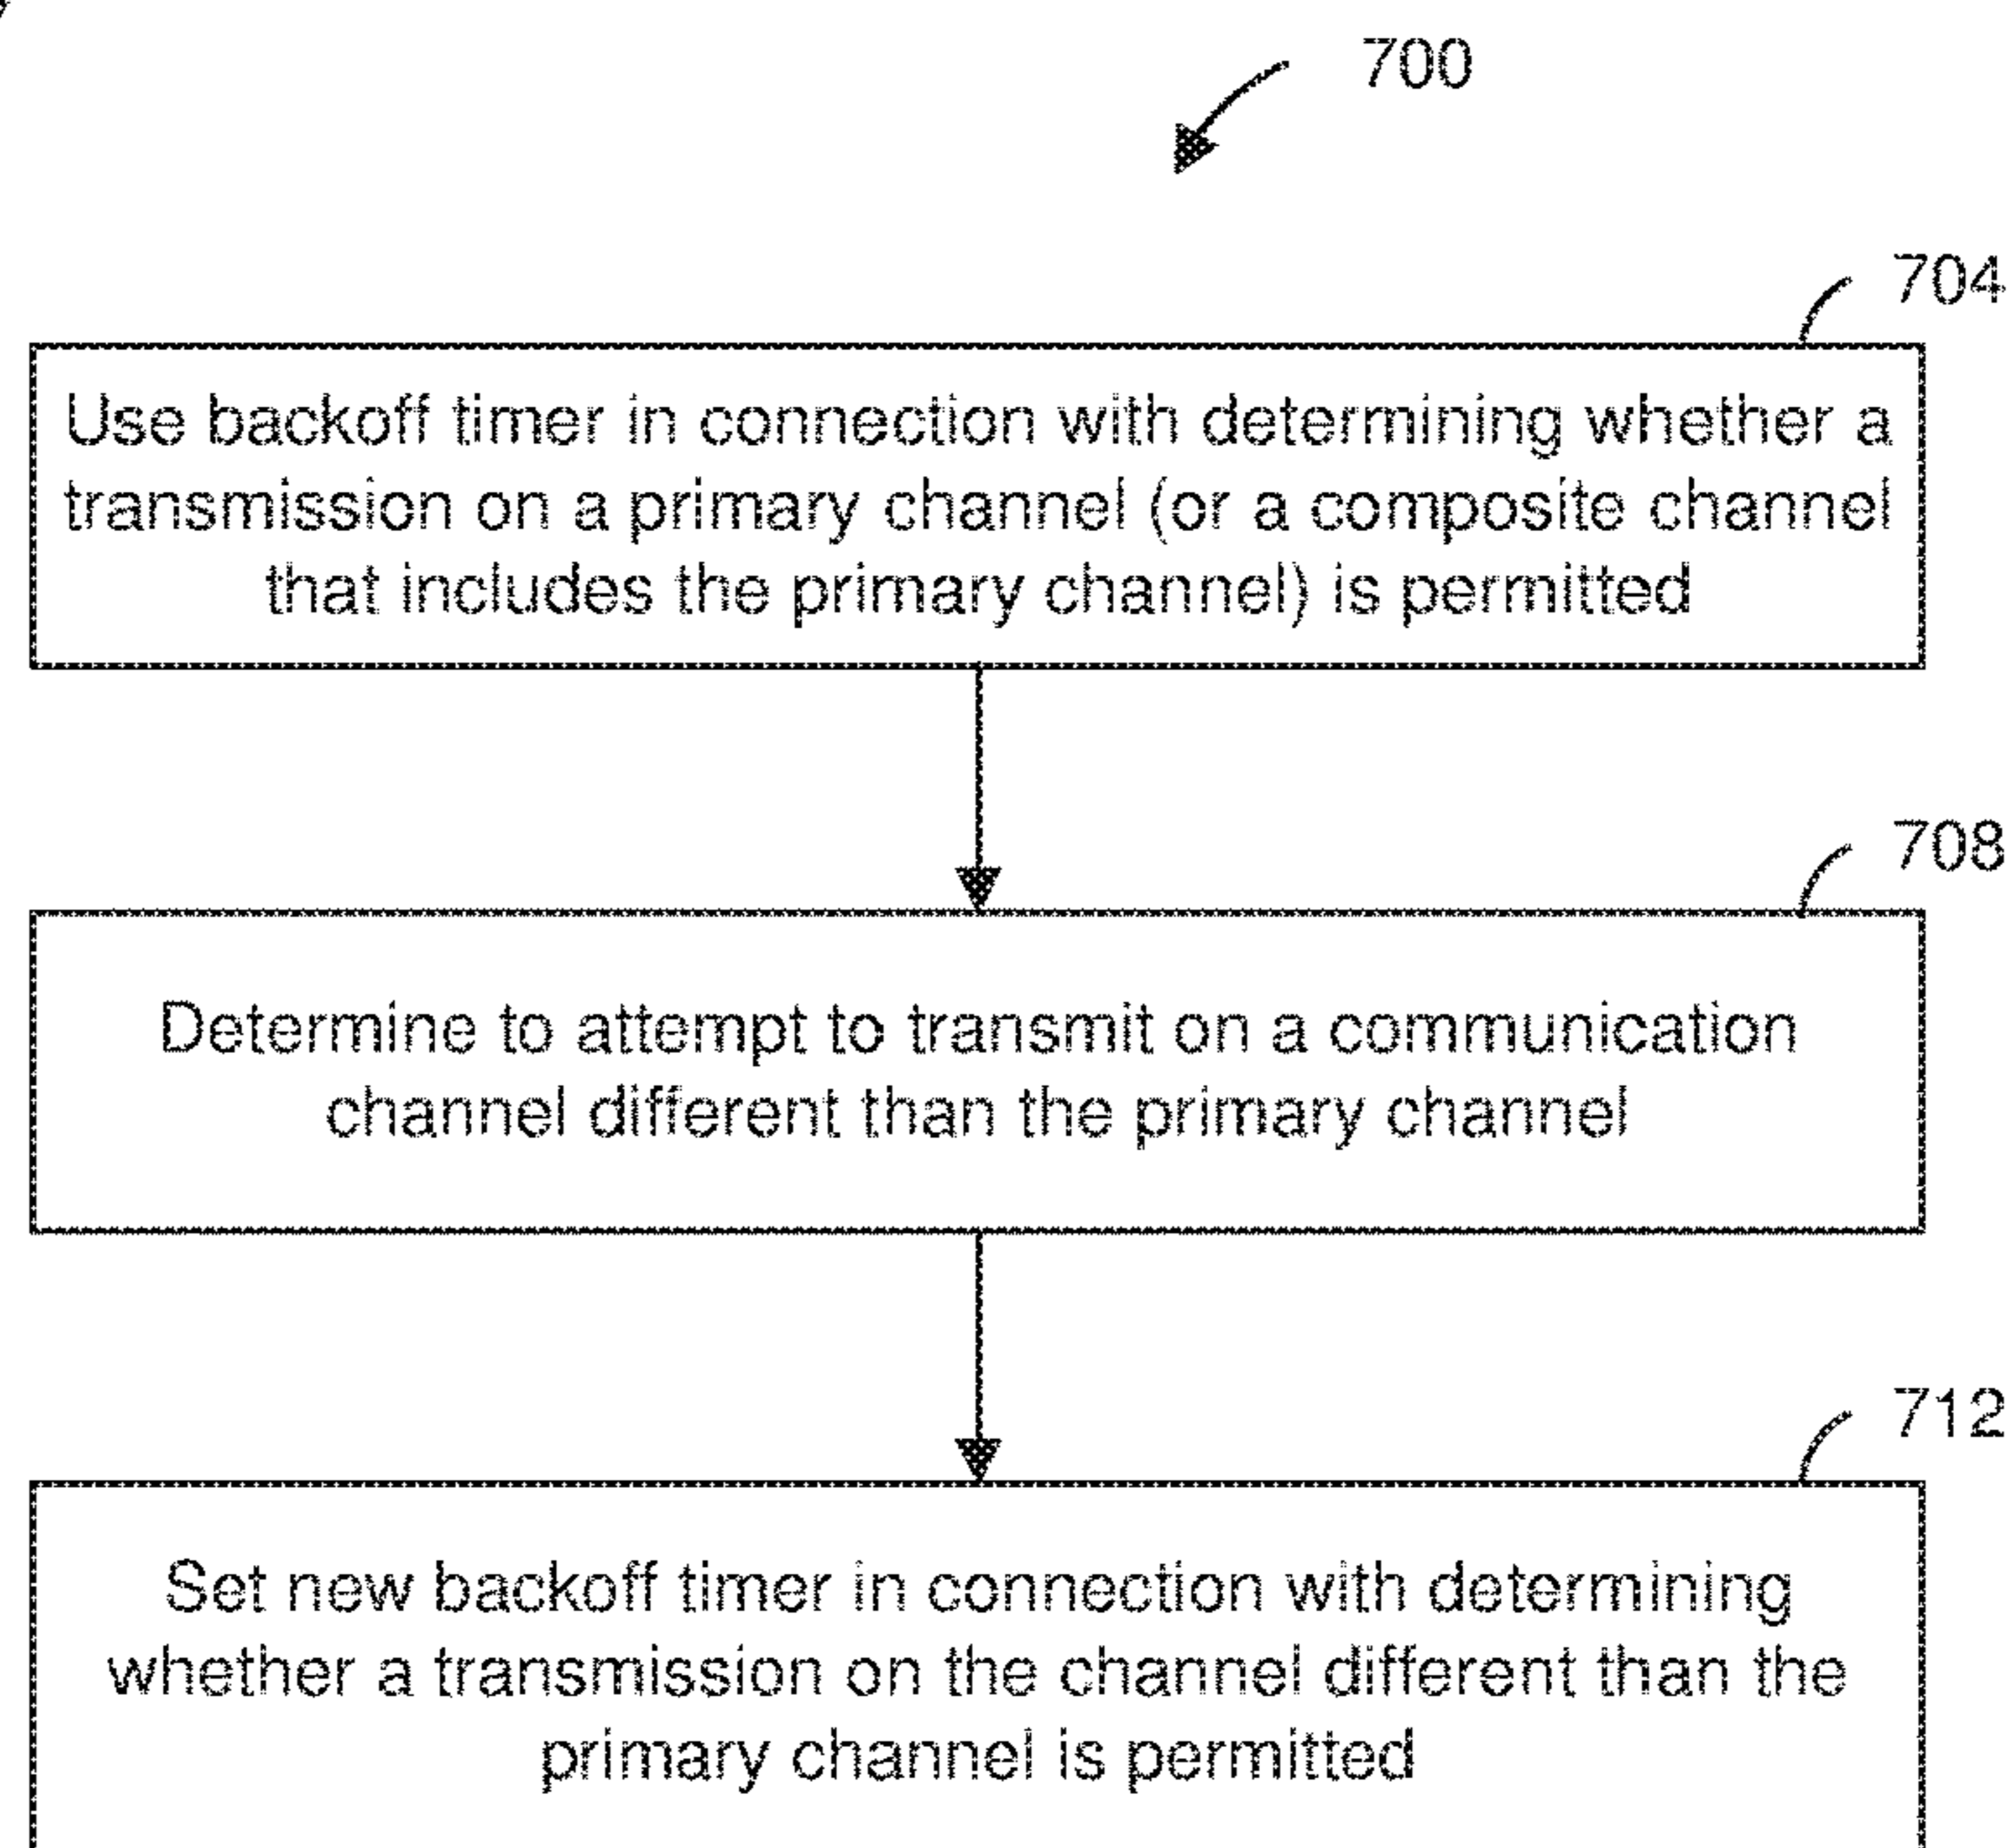 700
704
Use backoff timer in connection with determining whether a
transmission on a primary channel (or a composite channel
that includes the primary channel) is permitted
708
Determine to attempt to transmit on a communication
channel different than the primary channel
712
Set new backoff timer in connection with determining
whether a transmission on the channel different than the
primary channel is permitted